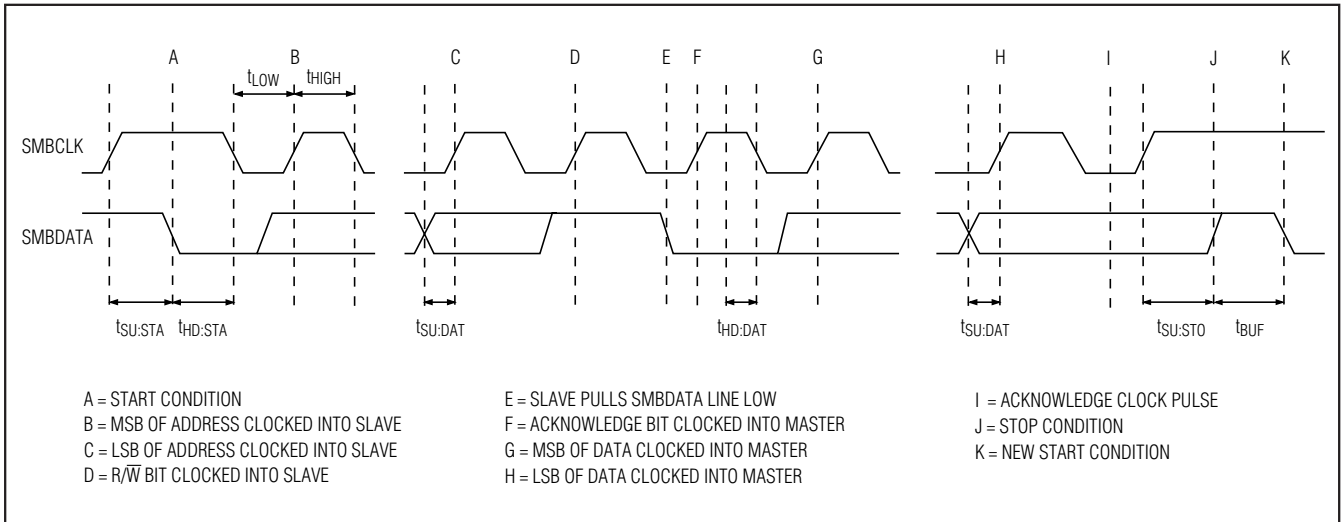 A B C D E F G H I J K
tLOW tHIGH
SMBCLK
SMBDATA
tSU:STA tHD:STA tSU:DAT tHD:DAT tSU:DAT tSU:STO tBUF
A = START CONDITION
B = MSB OF ADDRESS CLOCKED INTO SLAVE
C = LSB OF ADDRESS CLOCKED INTO SLAVE
D = R/W̅ BIT CLOCKED INTO SLAVE
E = SLAVE PULLS SMBDATA LINE LOW
F = ACKNOWLEDGE BIT CLOCKED INTO MASTER
G = MSB OF DATA CLOCKED INTO MASTER
H = LSB OF DATA CLOCKED INTO MASTER
I = ACKNOWLEDGE CLOCK PULSE
J = STOP CONDITION
K = NEW START CONDITION